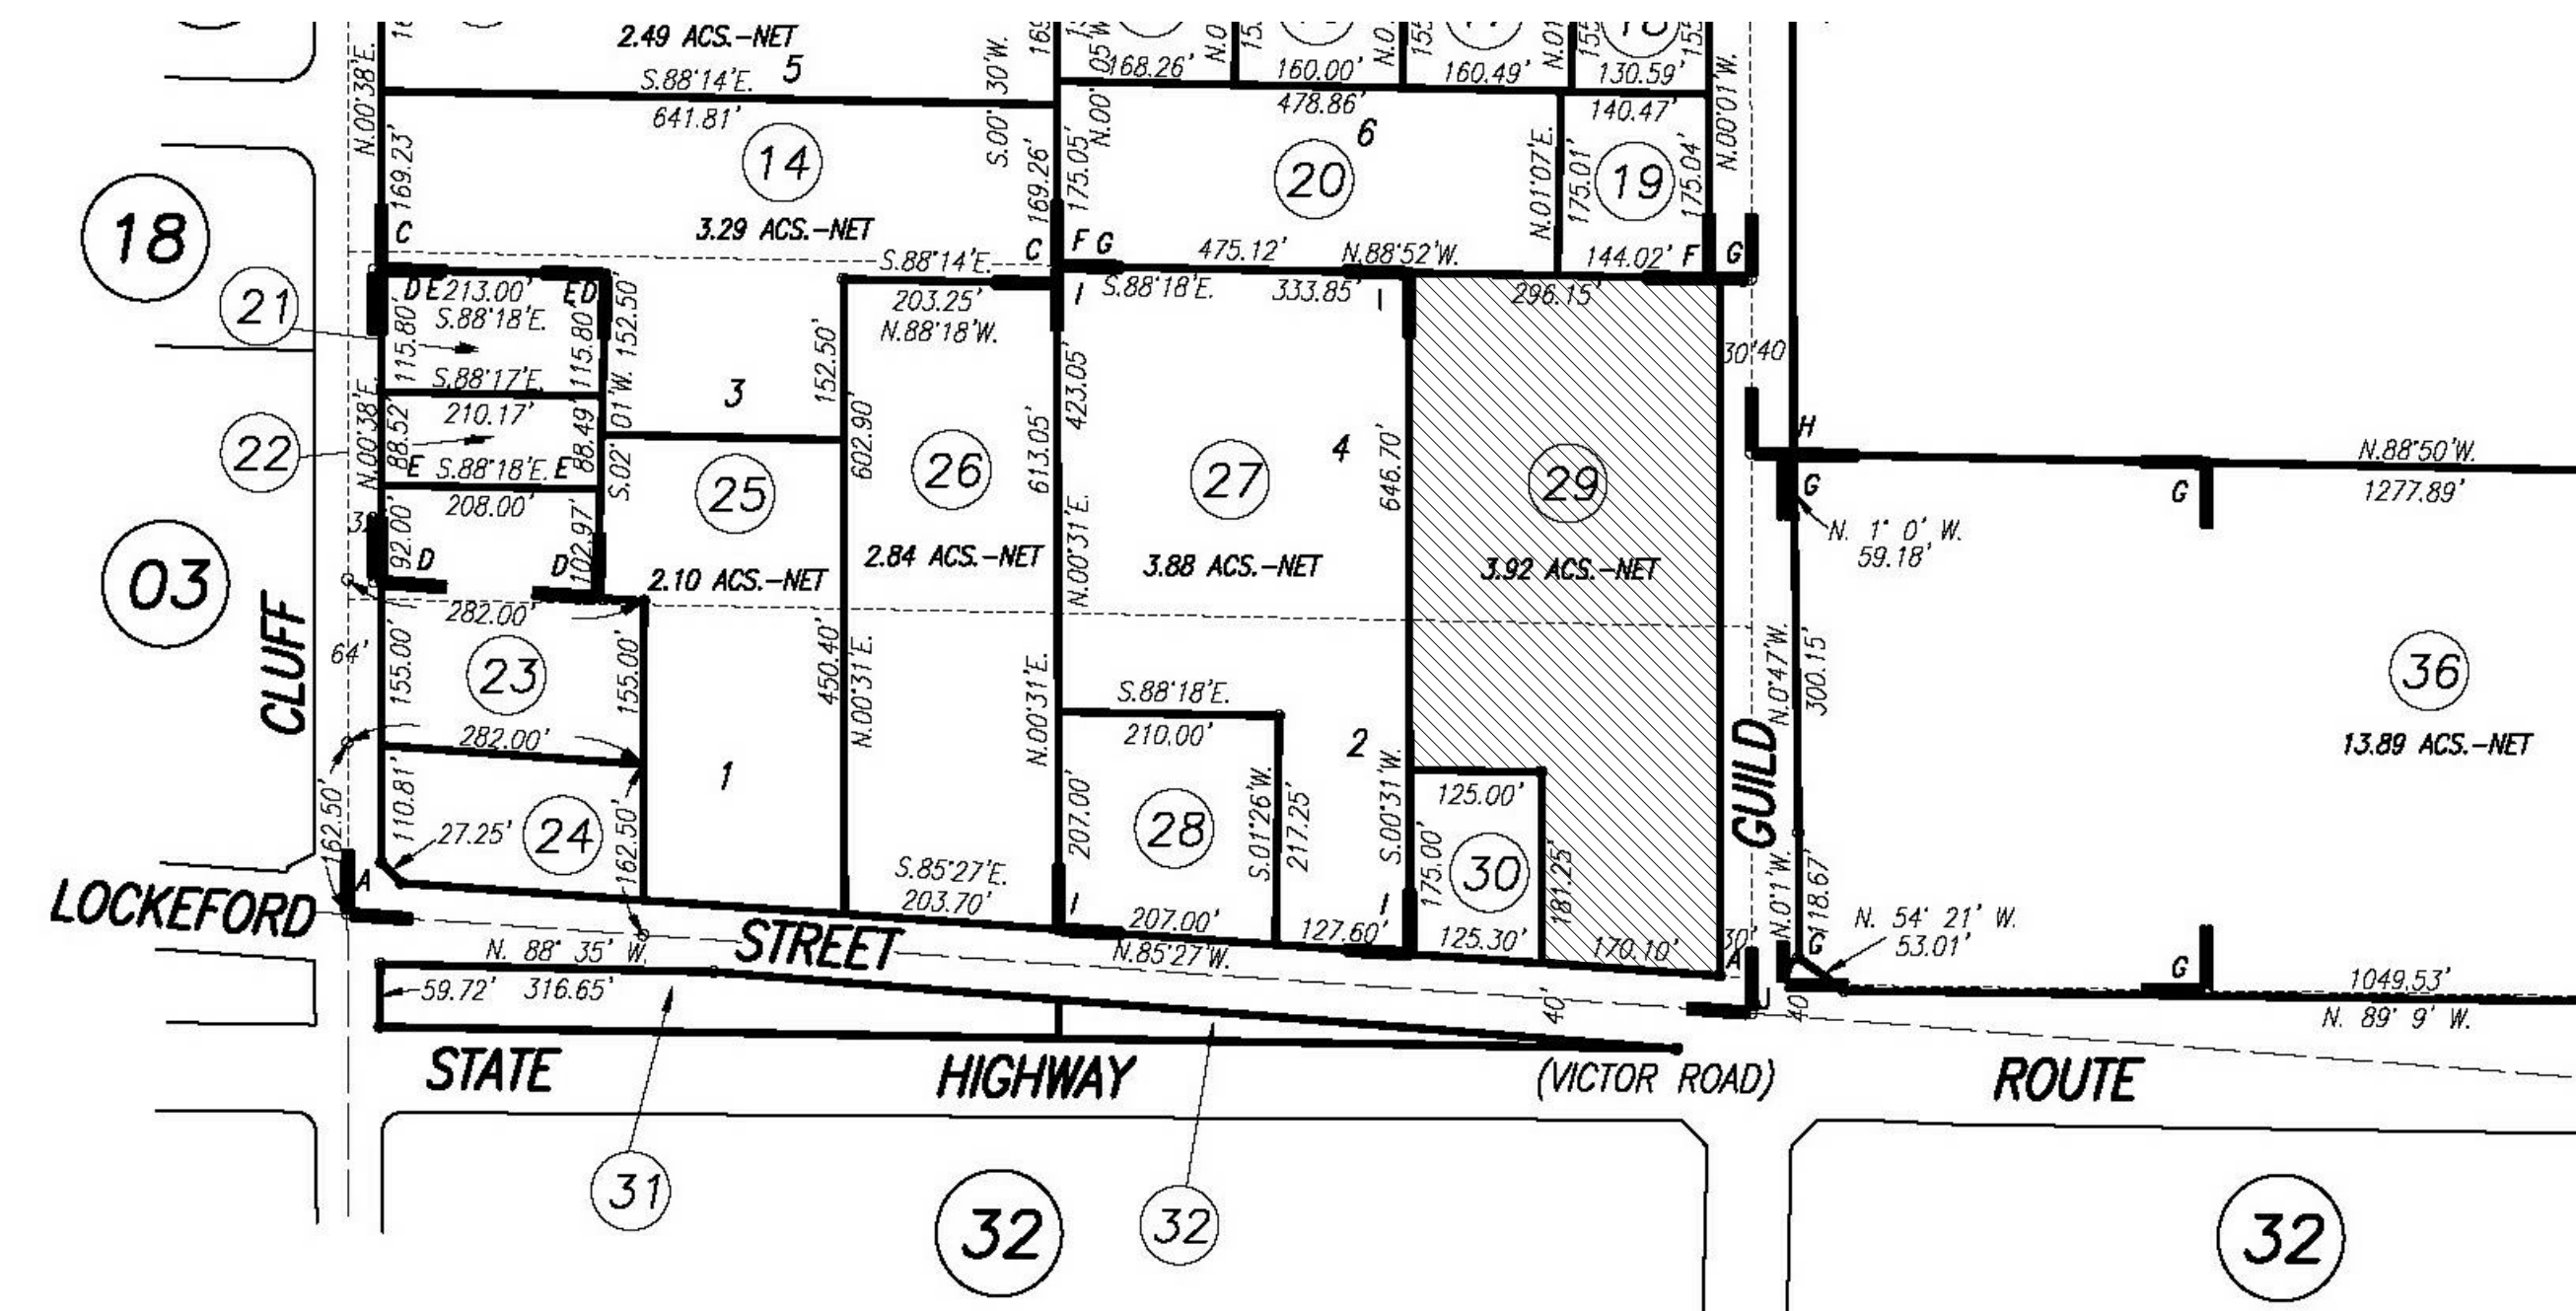 2.49 ACS.-NET
5
S.88°14'E.
641.81'
N.00°38'E.
169.23'
14
3.29 ACS.-NET
S.00° 30'W.
169.26'
175.05'
N.00° 05'W.
168.26'
160.00'
160.49'
130.59'
478.86'
6
140.47'
20
N.01°07'E.
175.01'
19
175.04'
N.00°01'W.
18
C
C
F G
475.12'
N.88°52'W.
144.02'
F
G
S.88°14'E.
203.25'
N.88°18'W.
I
S.88°18'E.
333.85'
I
296.15'
21
D E
213.00'
E D
S.88°18'E.
115.80'
115.80'
152.50'
152.50'
S.88°17'E.
210.17'
22
N.00°38'E.
88.52'
88.49'
S.02° 01'W.
E
S.88°18'E.
E
208.00'
92.00'
102.97'
D
D
3
25
2.10 ACS.-NET
602.90'
26
2.84 ACS.-NET
613.05'
423.05'
N.00°31'E.
27
4
3.88 ACS.-NET
646.70'
29
3.92 ACS.-NET
30'
40
H
G
N. 1° 0' W.
59.18'
G
N.88°50'W.
1277.89'
03
CLUFF
64'
282.00'
155.00'
23
155.00'
282.00'
1
450.40'
N.00°31'E.
N.00°31'E.
S.88°18'E.
210.00'
2
S.00°31'W.
125.00'
GUILD
N.0°47'W.
300.15'
36
13.89 ACS.-NET
162.50'
110.81'
27.25'
24
162.50'
S.85°27'E.
203.70'
207.00'
28
S.01°26'W.
217.25'
175.00'
30
181.25'
N.0°1'W.
118.67'
N. 54° 21' W.
53.01'
LOCKEFORD
A
STREET
N. 88° 35' W.
I
207.00'
N.85°27'W.
127.60'
I
125.30'
170.10'
30'
A
G
G
1049.53'
N. 89° 9' W.
59.72'
316.65'
40'
J
40'
STATE
HIGHWAY
(VICTOR ROAD)
ROUTE
31
32
32
32